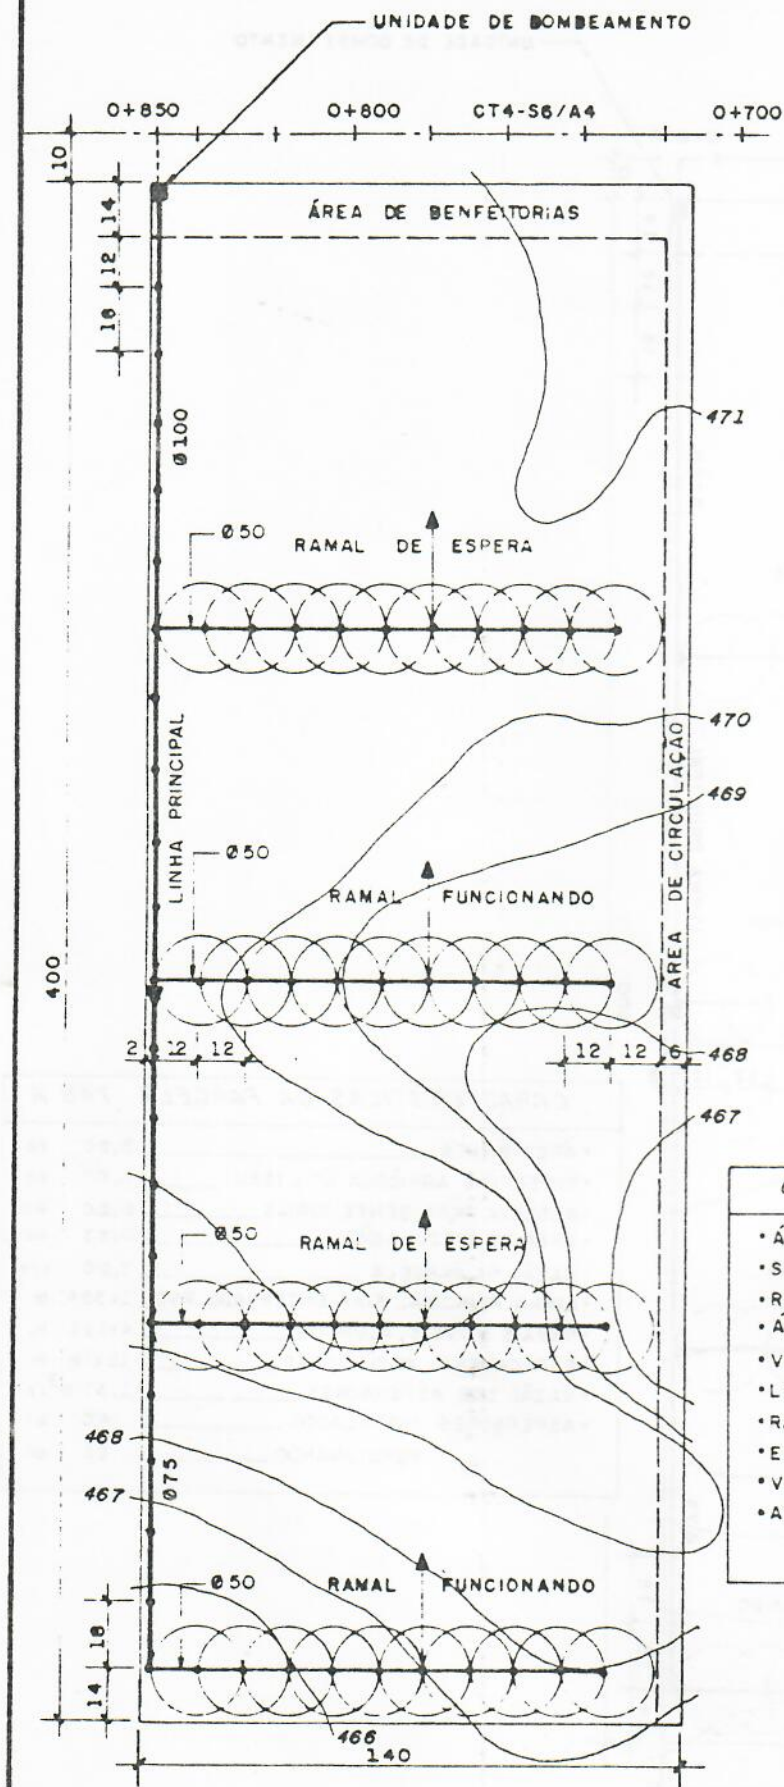 UNIDADE DE BOMBEAMENTO
0+850
0+800
CT4-S6/A4
0+700
10
ÁREA DE BENFEITORIAS
14
12
16
Ø100
471
Ø50
RAMAL DE ESPERA
LINHA PRINCIPAL
470
469
ÁREA DE CIRCULAÇÃO
Ø50
RAMAL FUNCIONANDO
400
2 12 12
12 12 6
468
467
Ø50
RAMAL DE ESPERA
468
467
Ø75
Ø50
RAMAL FUNCIONANDO
18
14
466
140
•Á
•S
•R
•Á
•V
•L
•R
•E
•V
•A